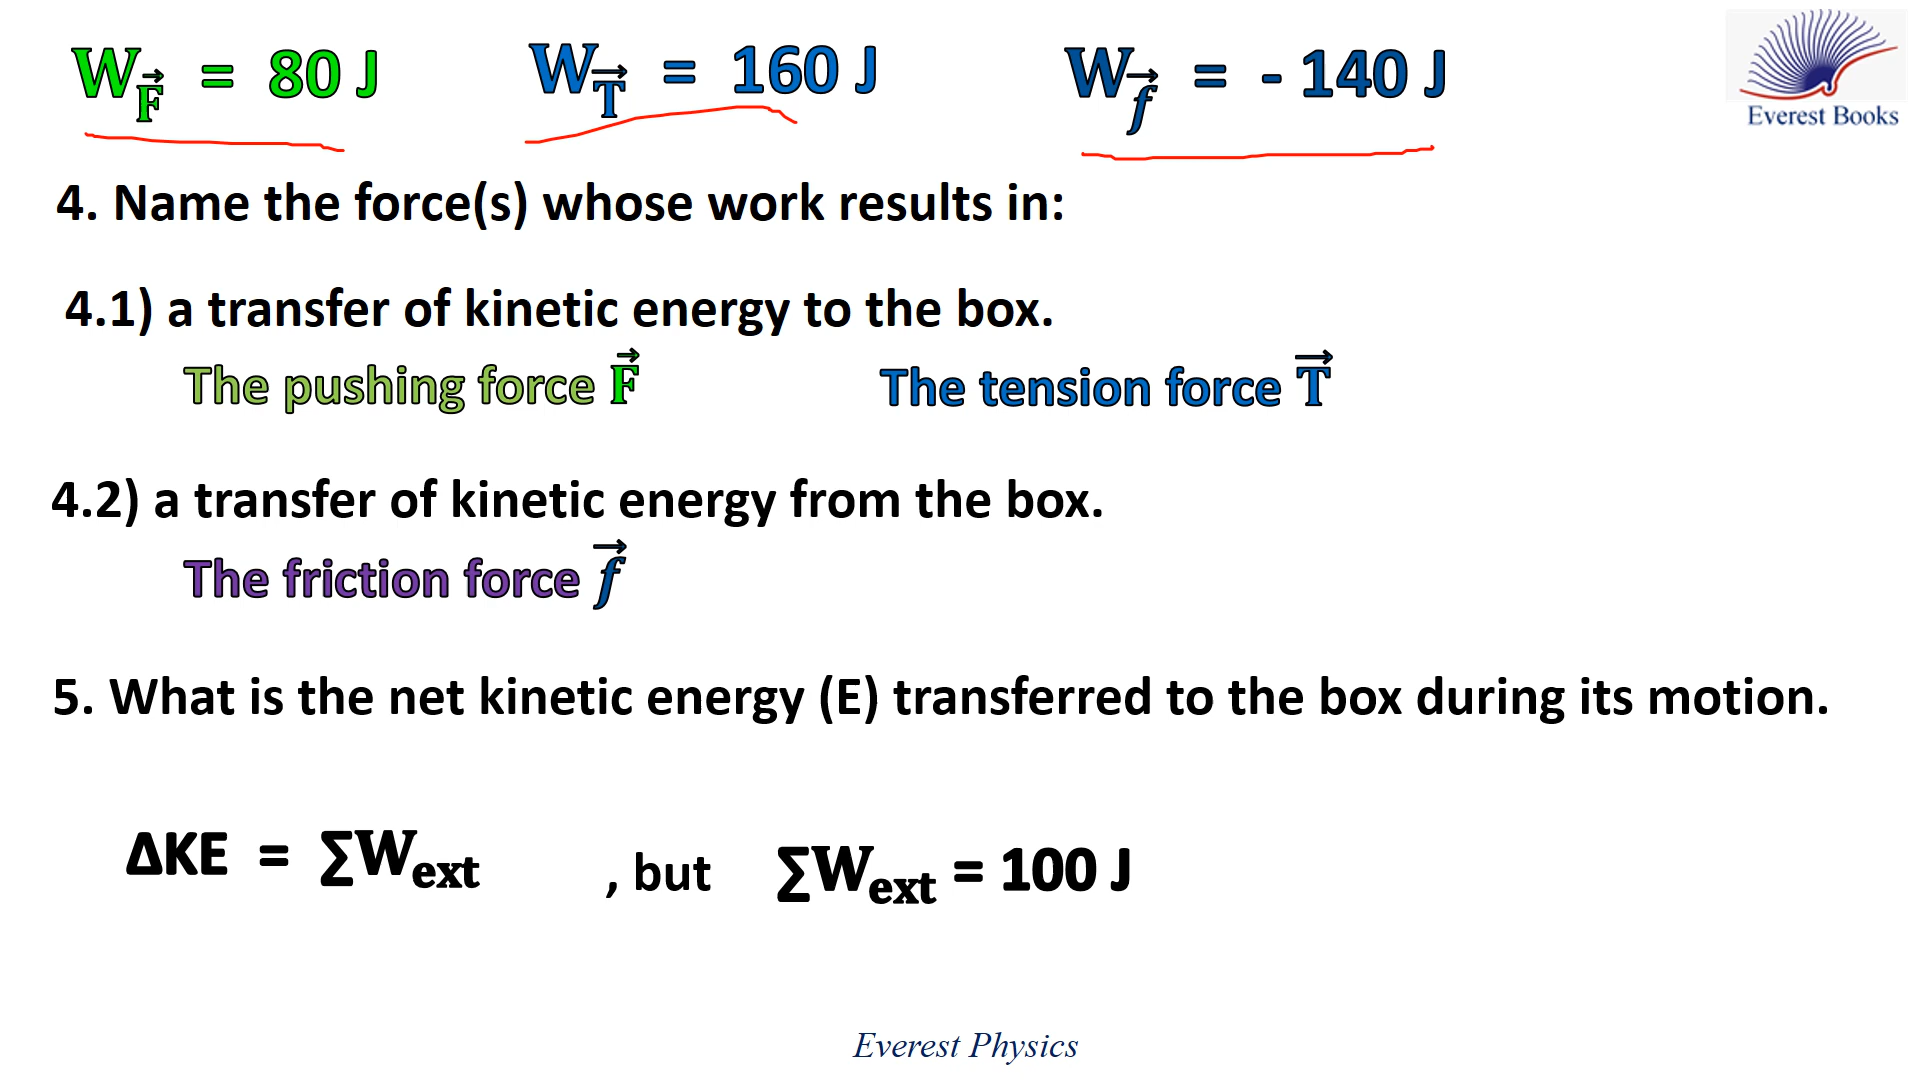 W_F⃗ = 80 J W_T⃗ = 160 J W_f⃗ = - 140 J
Everest Books
4. Name the force(s) whose work results in:
4.1) a transfer of kinetic energy to the box.
The pushing force F⃗ The tension force T⃗
4.2) a transfer of kinetic energy from the box.
The friction force f⃗
5. What is the net kinetic energy (E) transferred to the box during its motion.
ΔKE = ∑W_ext , but ∑W_ext = 100 J
Everest Physics